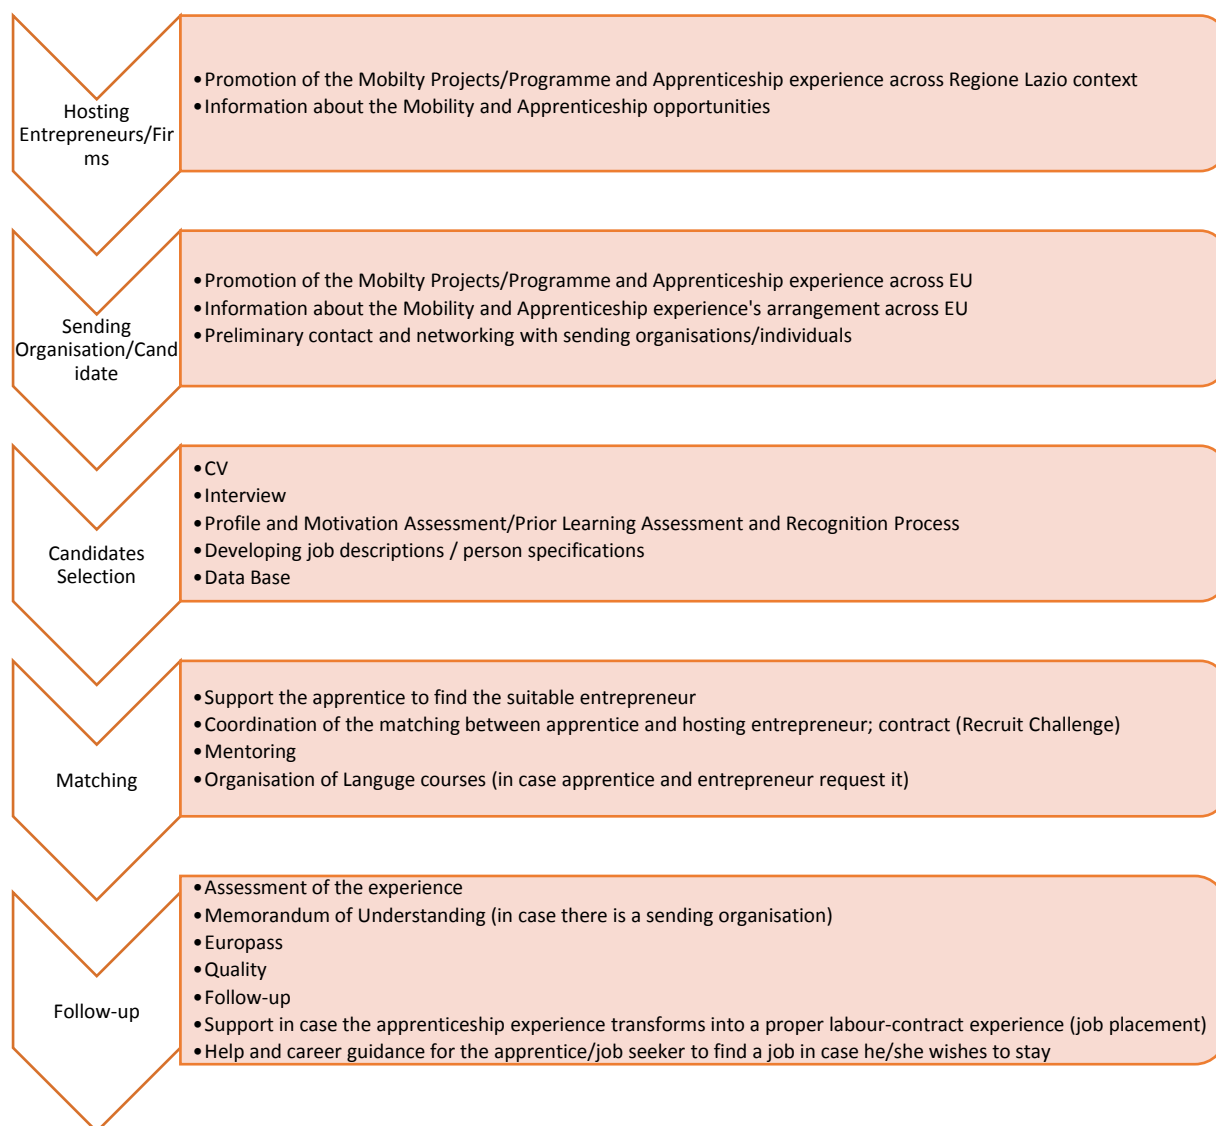 Hosting
Entrepreneurs/Fir
ms
•Promotion of the Mobilty Projects/Programme and Apprenticeship experience across Regione Lazio context
•Information about the Mobility and Apprenticeship opportunities
Sending
Organisation/Cand
idate
•Promotion of the Mobilty Projects/Programme and Apprenticeship experience across EU
•Information about the Mobility and Apprenticeship experience's arrangement across EU
•Preliminary contact and networking with sending organisations/individuals
Candidates
Selection
•CV
•Interview
•Profile and Motivation Assessment/Prior Learning Assessment and Recognition Process
•Developing job descriptions / person specifications
•Data Base
Matching
•Support the apprentice to find the suitable entrepreneur
•Coordination of the matching between apprentice and hosting entrepreneur; contract (Recruit Challenge)
•Mentoring
•Organisation of Languge courses (in case apprentice and entrepreneur request it)
Follow-up
•Assessment of the experience
•Memorandum of Understanding (in case there is a sending organisation)
•Europass
•Quality
•Follow-up
•Support in case the apprenticeship experience transforms into a proper labour-contract experience (job placement)
•Help and career guidance for the apprentice/job seeker to find a job in case he/she wishes to stay